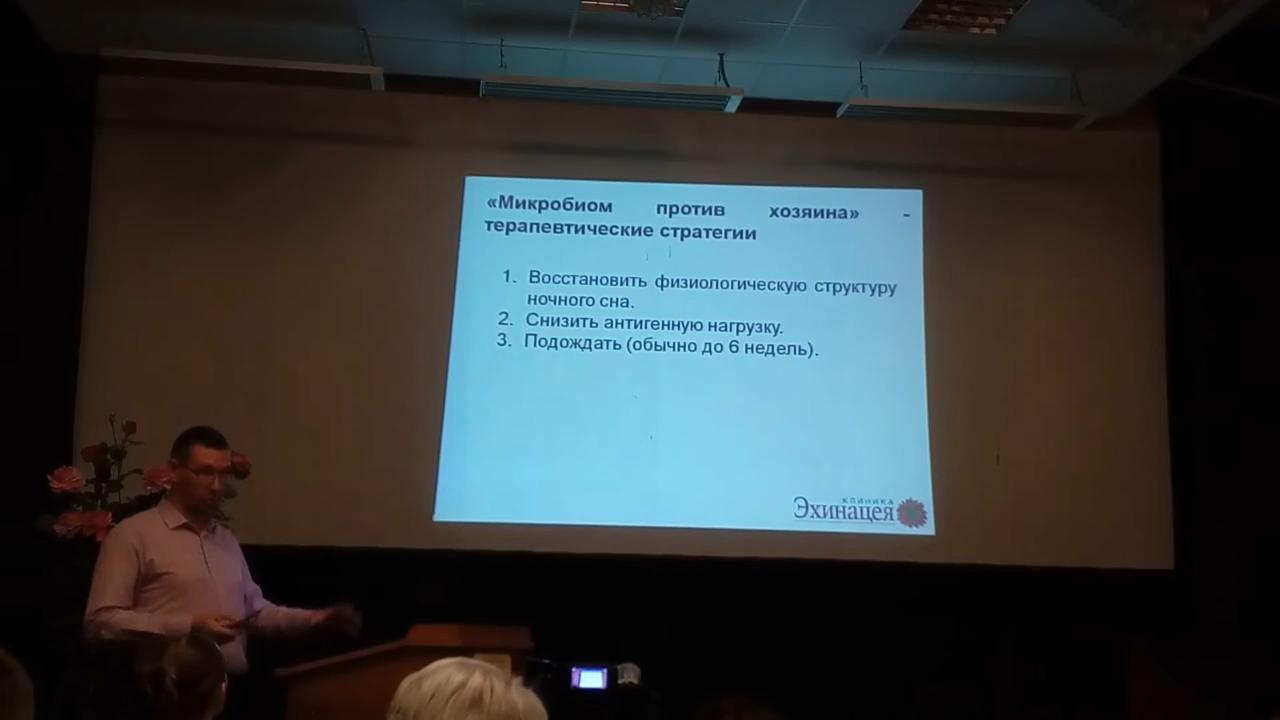 «Микробиом против хозяина» -
терапевтические стратегии
1. Восстановить физиологическую структуру
ночного сна.
2. Снизить антигенную нагрузку.
3. Подождать (обычно до 6 недель).
КЛИНИКА
Эхинацея